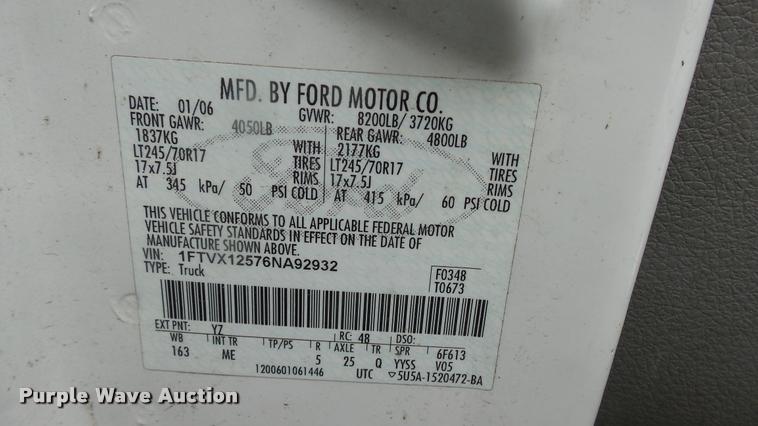 MFD. BY FORD MOTOR CO.
DATE: 01/06 GVWR: 8200LB/ 3720KG
FRONT GAWR: 4050LB REAR GAWR: 4800LB
1837KG WITH 2177KG WITH
LT245/70R17 TIRES LT245/70R17 TIRES
17x7.5J RIMS 17x7.5J RIMS
AT 345 kPa/ 50 PSI COLD AT 415 kPa/ 60 PSI COLD
THIS VEHICLE CONFORMS TO ALL APPLICABLE FEDERAL MOTOR
VEHICLE SAFETY STANDARDS IN EFFECT ON THE DATE OF
MANUFACTURE SHOWN ABOVE.
VIN: 1FTVX12576NA92932
TYPE: Truck
F0348
T0673
EXT PNT: YZ RC: 48 DSO:
WB INT TR TP/PS R AXLE TR SPR 6F613
163 ME 5 25 Q YYSS V05
1200601061446 UTC ▽5U5A-1520472-BA
Ford
Purple Wave Auction